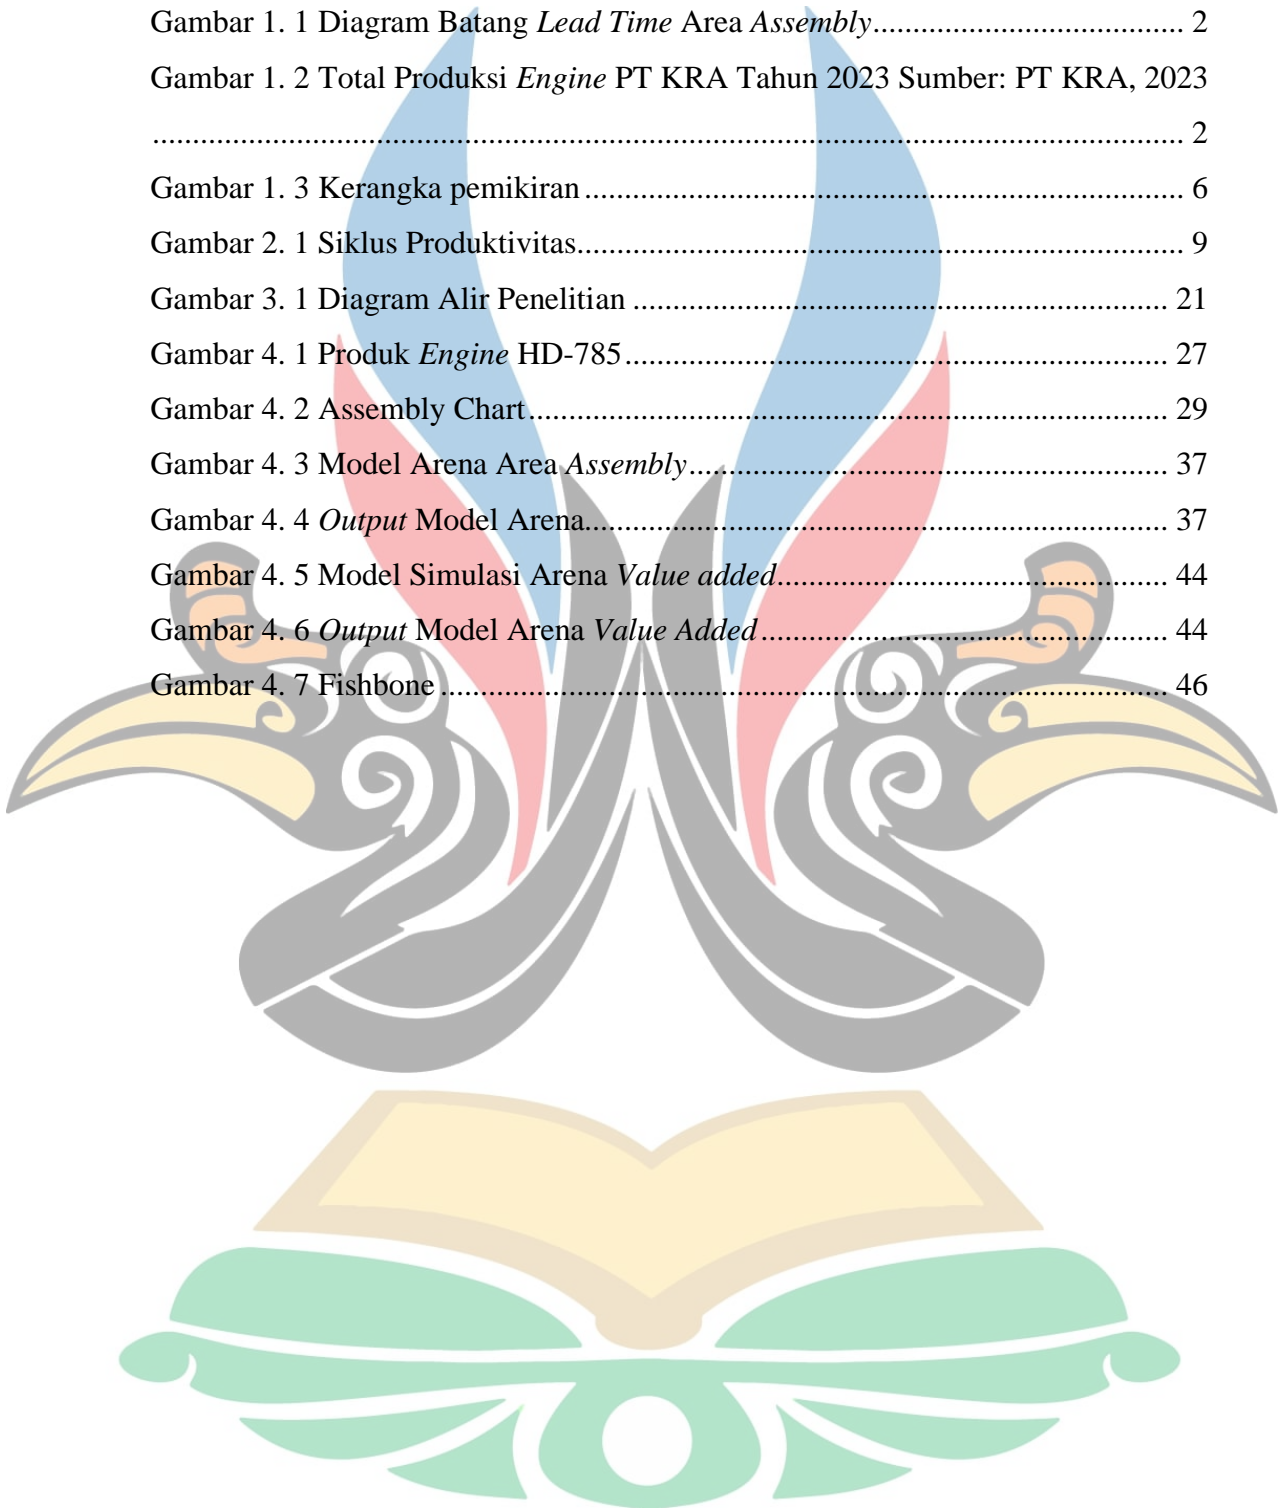 Gambar 1. 1 Diagram Batang Lead Time Area Assembly....................................... 2
Gambar 1. 2 Total Produksi Engine PT KRA Tahun 2023 Sumber: PT KRA, 2023
................................................................................................................................. 2
Gambar 1. 3 Kerangka pemikiran ......................................................................... 6
Gambar 2. 1 Siklus Produktivitas............................................................................ 9
Gambar 3. 1 Diagram Alir Penelitian ................................................................... 21
Gambar 4. 1 Produk Engine HD-785.................................................................... 27
Gambar 4. 2 Assembly Chart................................................................................ 29
Gambar 4. 3 Model Arena Area Assembly............................................................ 37
Gambar 4. 4 Output Model Arena......................................................................... 37
Gambar 4. 5 Model Simulasi Arena Value added................................................. 44
Gambar 4. 6 Output Model Arena Value Added ................................................... 44
Gambar 4. 7 Fishbone ........................................................................................... 46